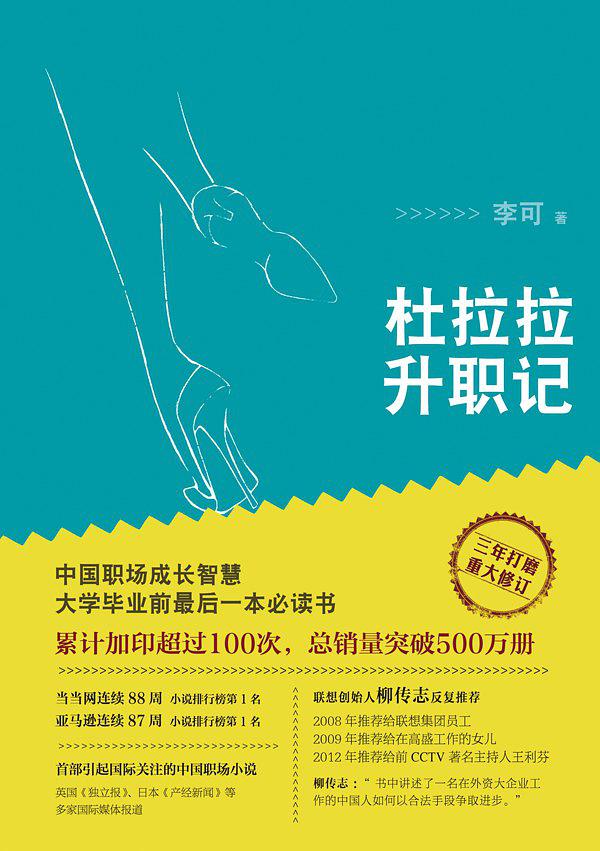 >>>>>> 李可 著
杜拉拉
升职记
三年打磨
重大修订
中国职场成长智慧
大学毕业前最后一本必读书
累计加印超过100次，总销量突破500万册
当当网连续 88 周 小说排行榜第 1 名
亚马逊连续 87 周 小说排行榜第 1 名
首部引起国际关注的中国职场小说
英国《独立报》、日本《产经新闻》等
多家国际媒体报道
联想创始人柳传志反复推荐
2008 年推荐给联想集团员工
2009 年推荐给在高盛工作的女儿
2012 年推荐给前 CCTV 著名主持人王利芬
柳传志：“书中讲述了一名在外资大企业工
作的中国人如何以合法手段争取进步。”